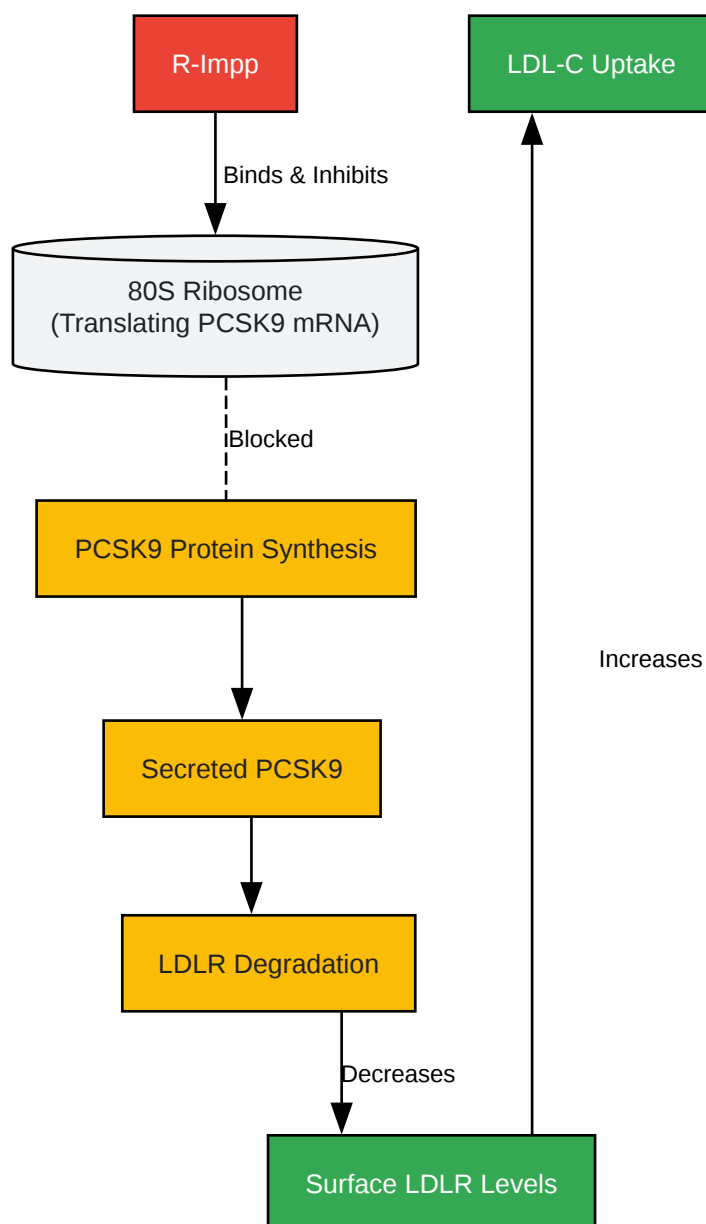 R-Impp
LDL-C Uptake
Binds & Inhibits
80S Ribosome
(Translating PCSK9 mRNA)
Blocked
PCSK9 Protein Synthesis
Increases
Secreted PCSK9
LDLR Degradation
Decreases
Surface LDLR Levels